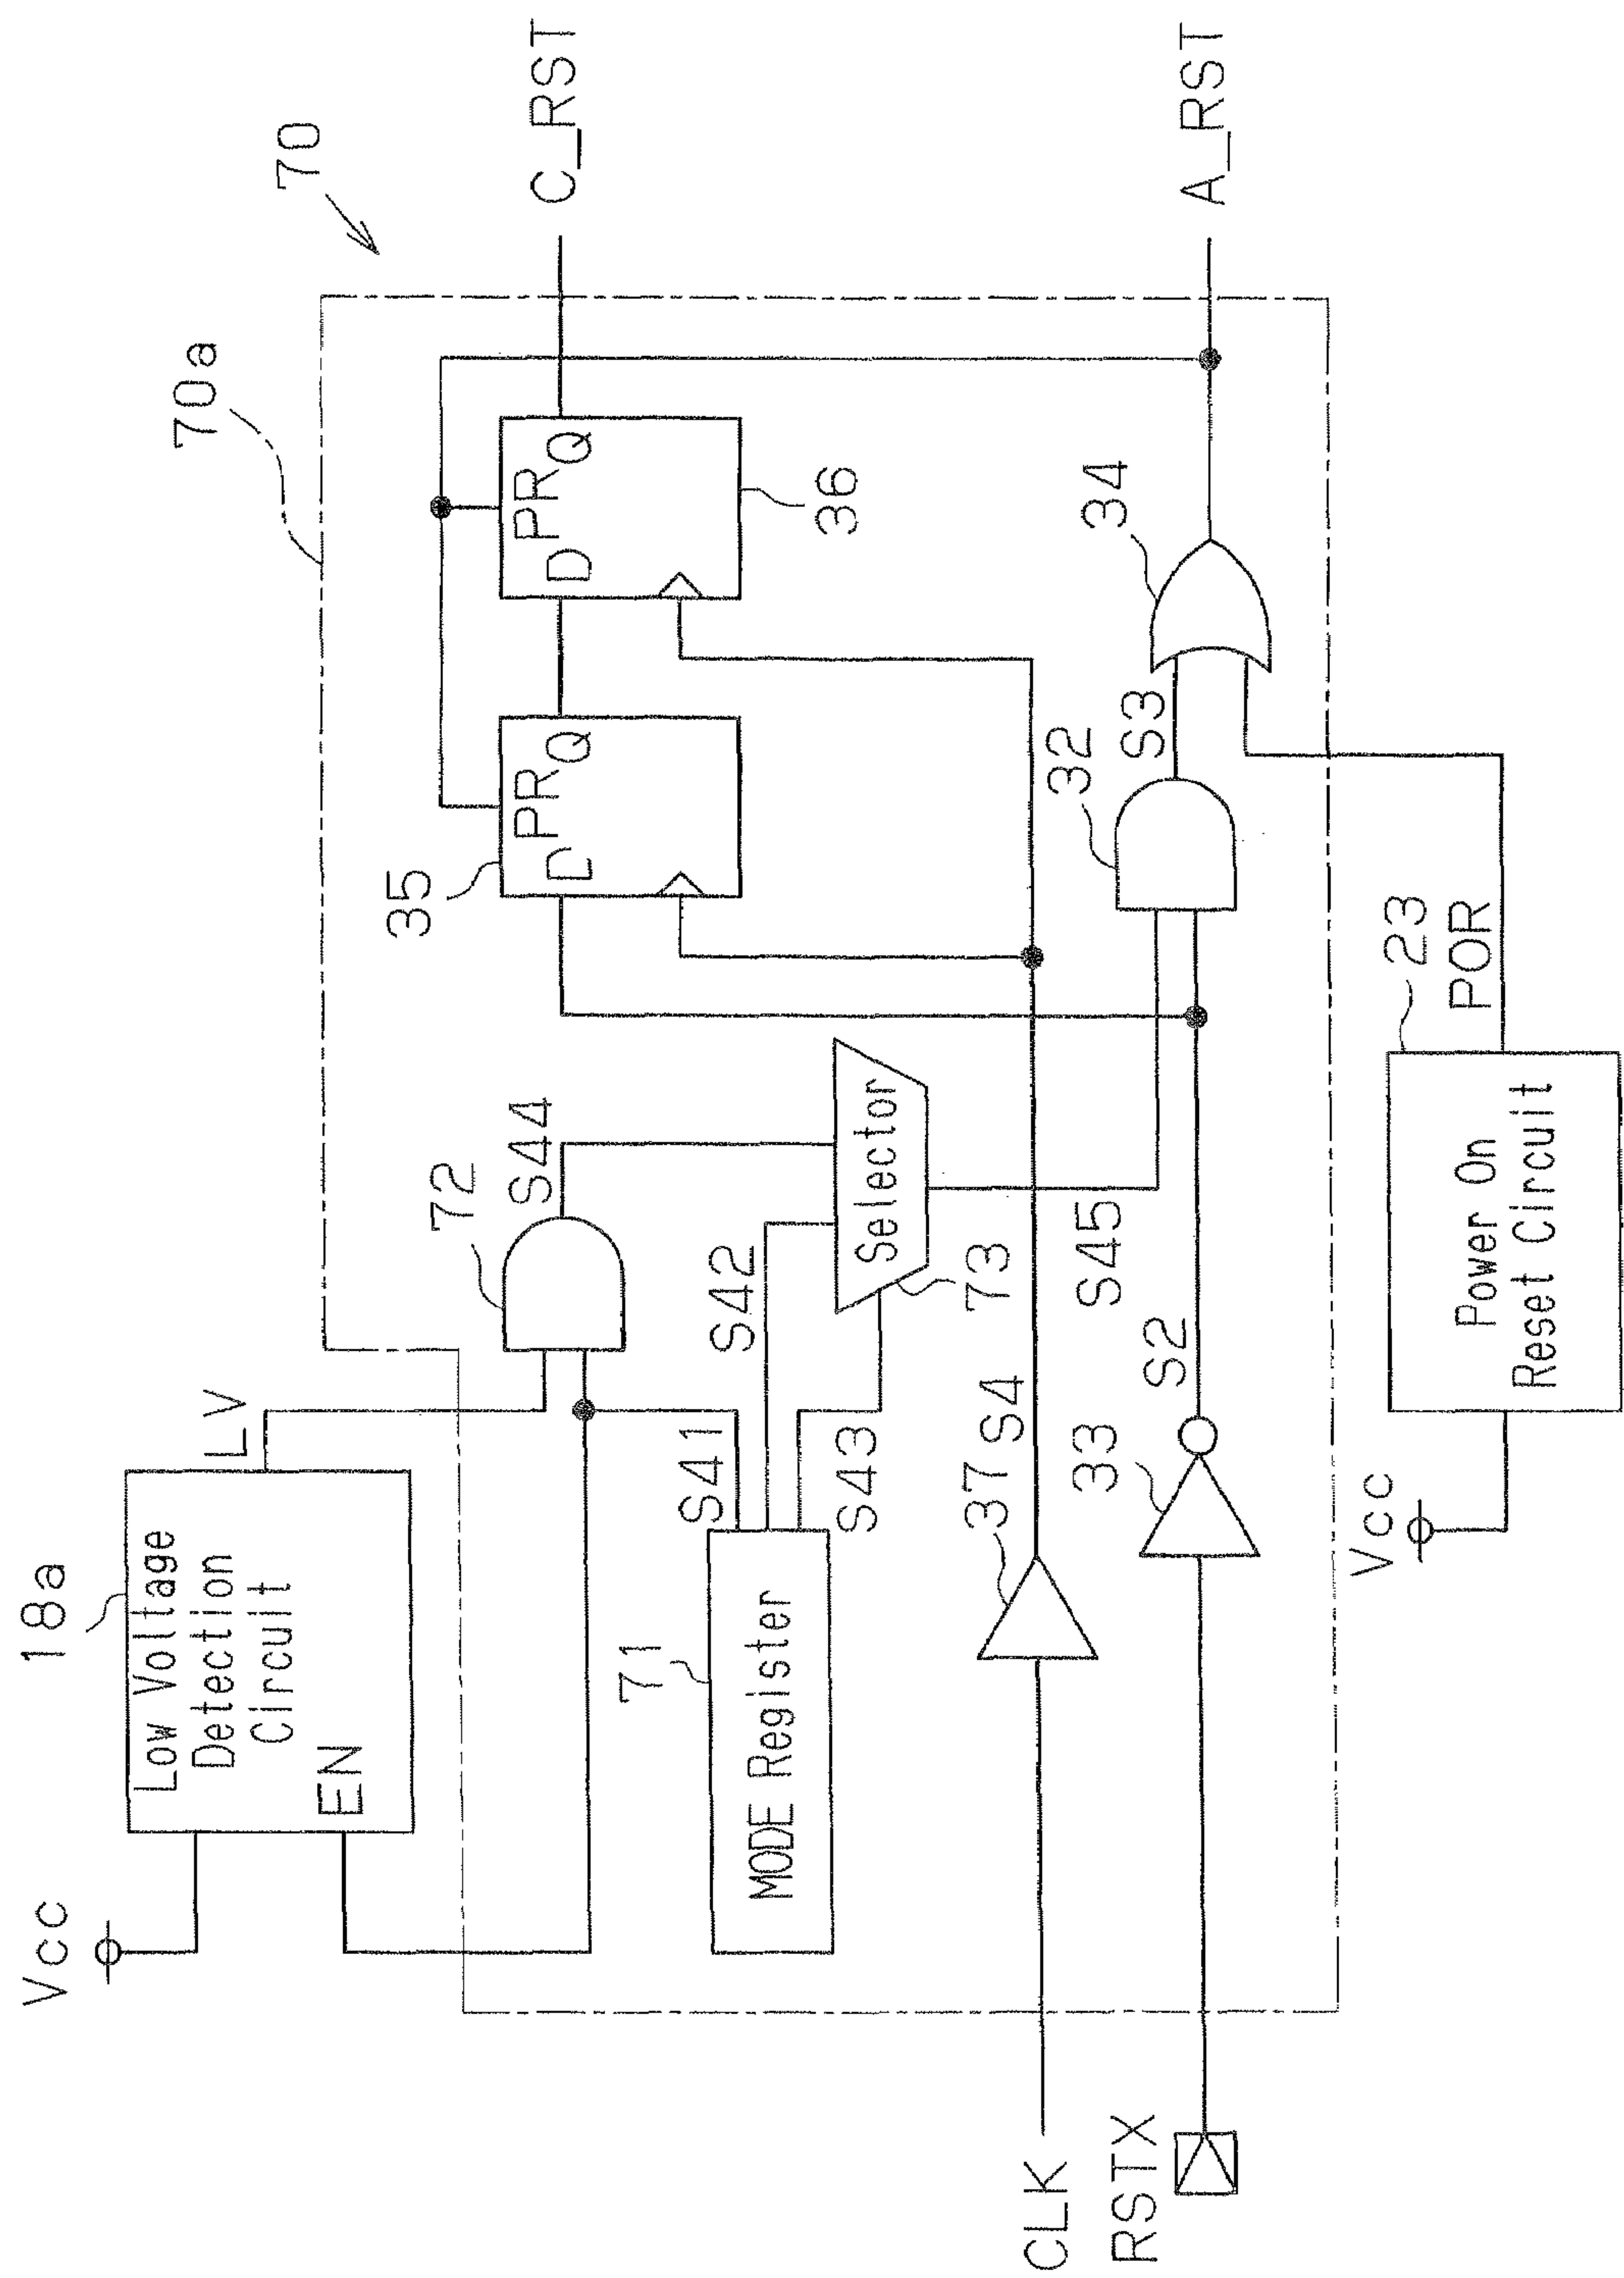 70
70a
C_RST
A_RST
18a
Vcc
Low Voltage
Detection
Circuit
EN
LV
72
S44
35
D
PR
Q
D
PR
Q
36
71
MODE Register
S41
S42
S43
Selector
73
S45
32
S3
34
CLK
37
S4
RSTX
33
S2
Vcc
Power On
Reset Circuit
23
POR